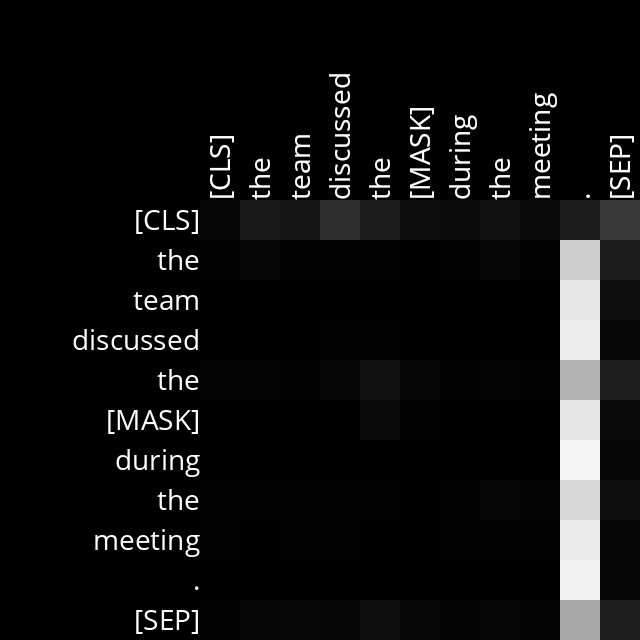 [CLS]
the
team
discussed
the
[MASK]
during
the
meeting
.
[SEP]
[CLS]
the
team
discussed
the
[MASK]
during
the
meeting
.
[SEP]